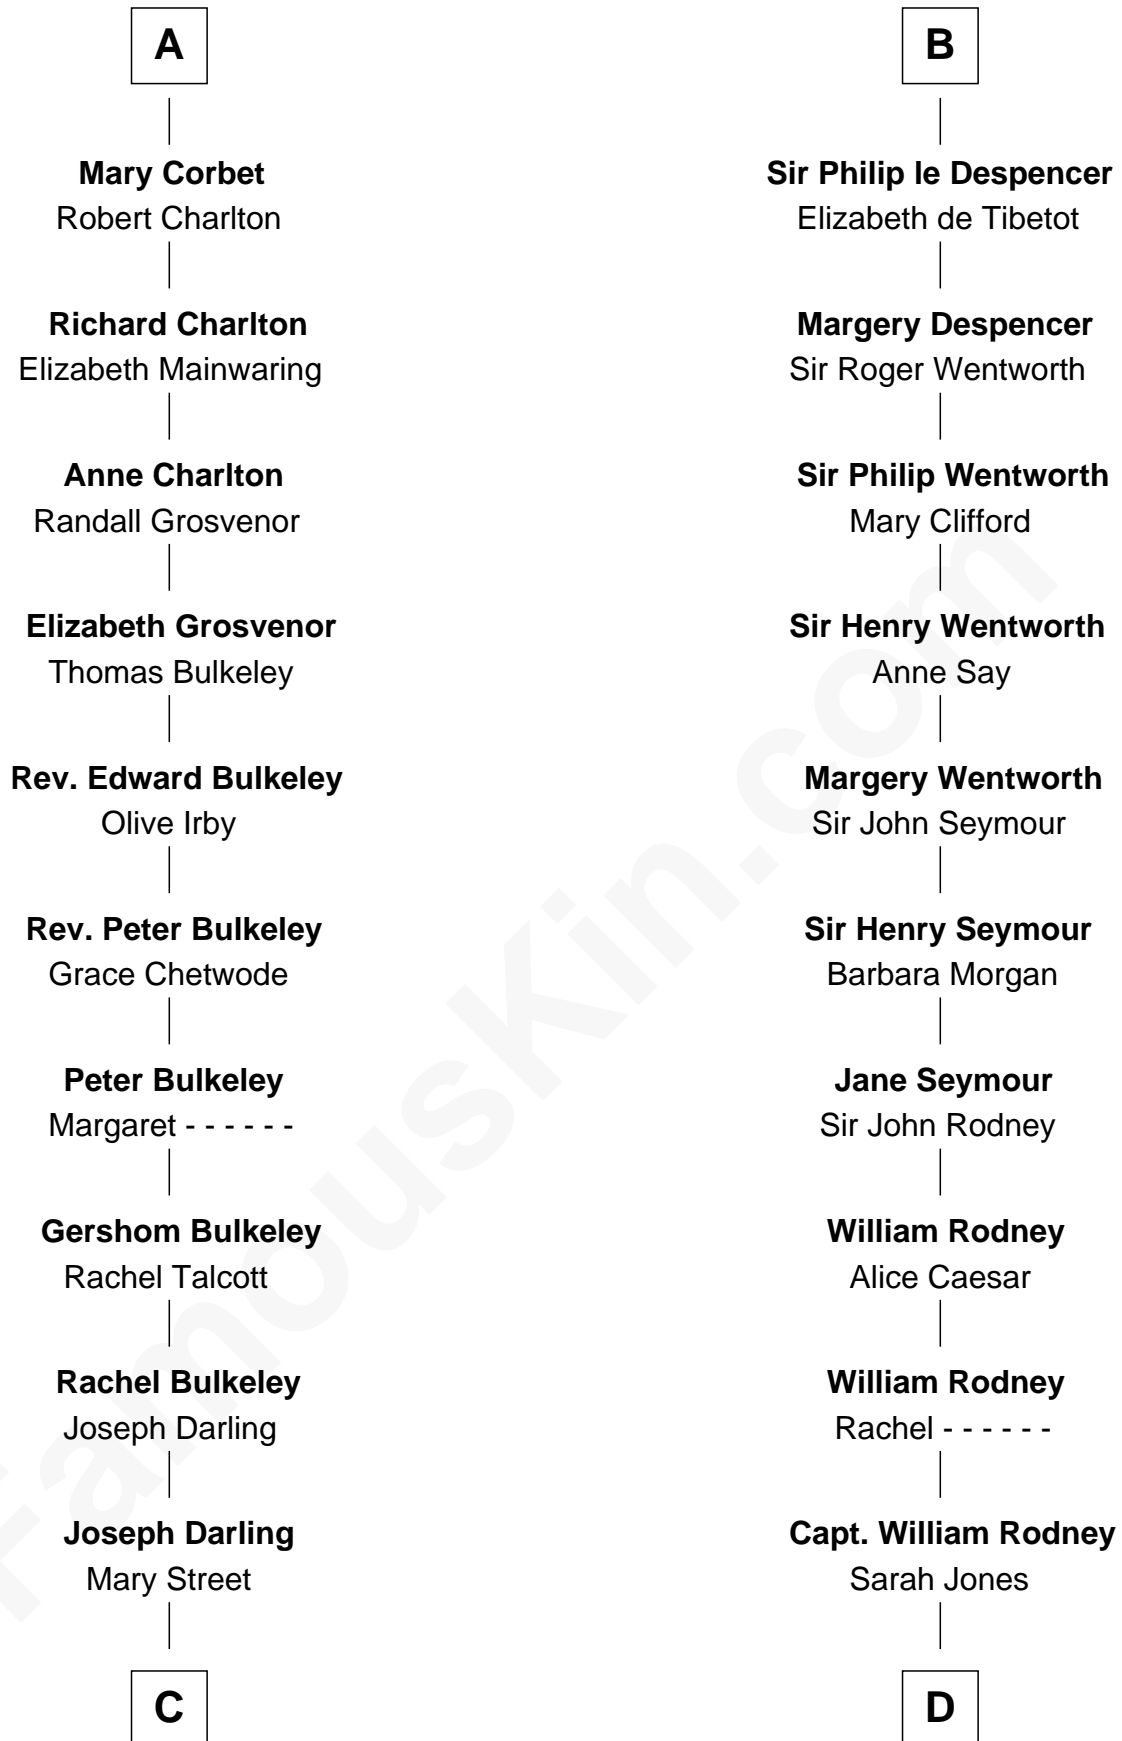 A
Mary Corbet
Robert Charlton
Richard Charlton
Elizabeth Mainwaring
Anne Charlton
Randall Grosvenor
Elizabeth Grosvenor
Thomas Bulkeley
Rev. Edward Bulkeley
Olive Irby
Rev. Peter Bulkeley
Grace Chetwode
Peter Bulkeley
Margaret - - - - - -
Gershom Bulkeley
Rachel Talcott
Rachel Bulkeley
Joseph Darling
Joseph Darling
Mary Street
C
B
Sir Philip le Despencer
Elizabeth de Tibetot
Margery Despencer
Sir Roger Wentworth
Sir Philip Wentworth
Mary Clifford
Sir Henry Wentworth
Anne Say
Margery Wentworth
Sir John Seymour
Sir Henry Seymour
Barbara Morgan
Jane Seymour
Sir John Rodney
William Rodney
Alice Caesar
William Rodney
Rachel - - - - - -
Capt. William Rodney
Sarah Jones
D
FamousKin.com